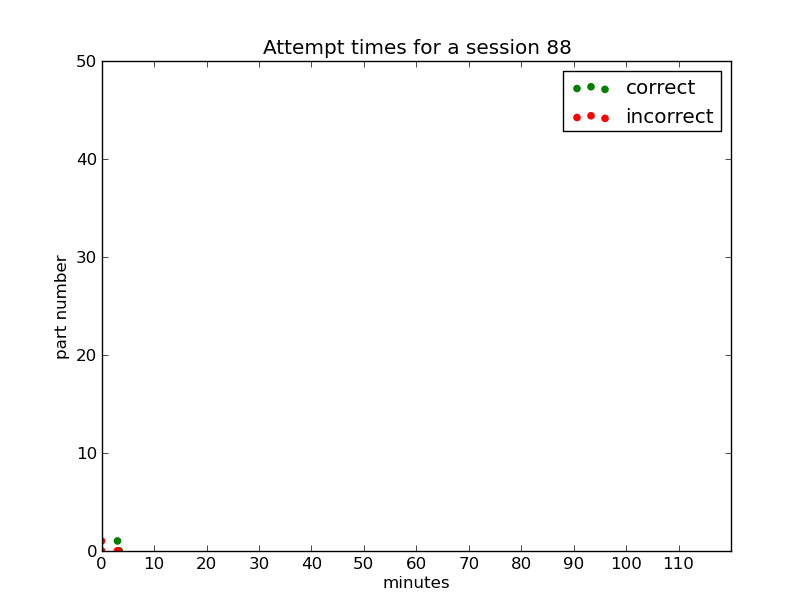 Attempt times for a session 88
correct
incorrect
50
40
30
20
10
0
part number
0 10 20 30 40 50 60 70 80 90 100 110
minutes